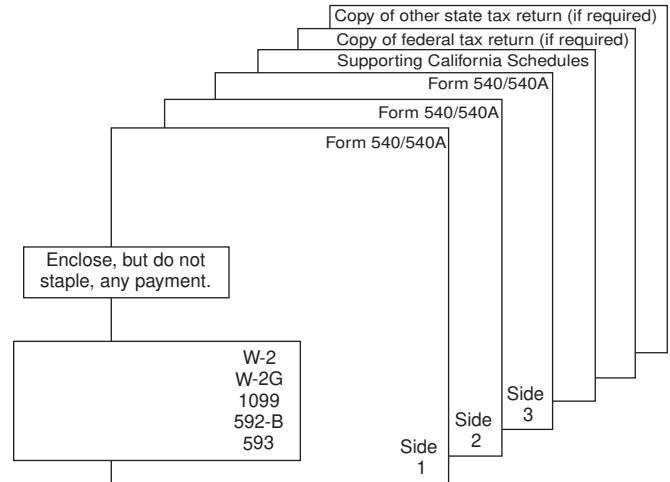 Copy of other state tax return (if required)
Copy of federal tax return (if required)
Supporting California Schedules
Form 540/540A
Form 540/540A
Form 540/540A
Enclose, but do not
staple, any payment.
W-2
W-2G
1099
592-B
593
Side
3
Side
2
Side
1